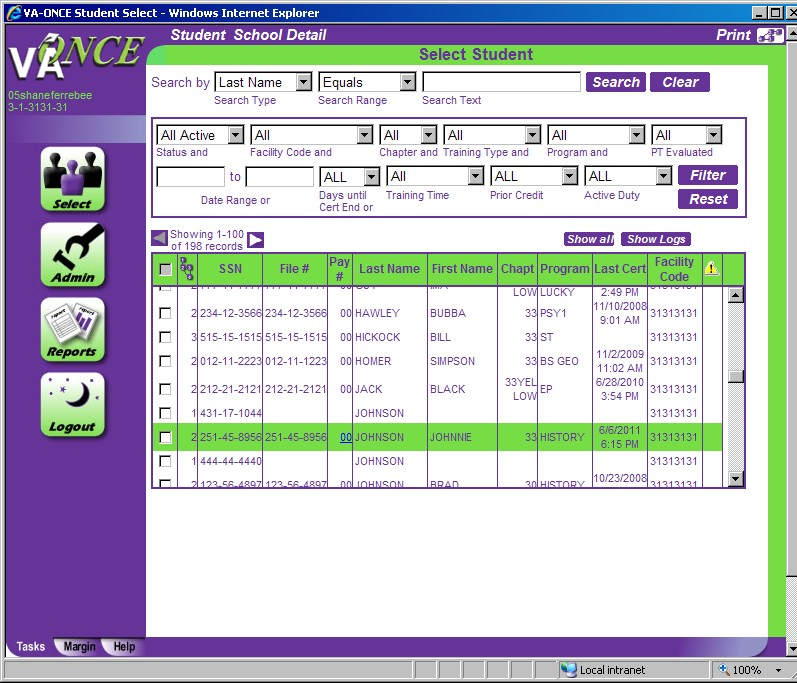 VA-ONCE Student Select - Windows Internet Explorer
VA ONCE
Student School Detail Print
Select Student
05shaneferrebee
3-1-3131-31
Search by Last Name Equals Search Clear
Search Type Search Range Search Text
All Active All All All All All
Status and Facility Code and Chapter and Training Type and Program and PT Evaluated
to ALL All ALL ALL Filter
Date Range or Days until Cert End or Training Time Prior Credit Active Duty Reset
Select
Admin
Reports
Logout
Showing 1-100 of 198 records Show all Show Logs
SSN File # Pay # Last Name First Name Chapt Program Last Cert Facility Code
LOW LUCKY 2:49 PM
2 234-12-3566 234-12-3566 00 HAWLEY BUBBA 33 PSY1 11/10/2008 9:01 AM 31313131
3 515-15-1515 515-15-1515 00 HICKOCK BILL 33 ST 31313131
2 012-11-2223 012-11-1223 00 HOMER SIMPSON 33 BS GEO 11/2/2009 11:02 AM 31313131
2 212-21-2121 212-21-2121 00 JACK BLACK 33YEL LOW EP 6/28/2010 3:54 PM 31313131
1 431-17-1044 JOHNSON 31313131
2 251-45-8956 251-45-8956 00 JOHNSON JOHNNIE 33 HISTORY 6/6/2011 6:15 PM 31313131
1 444-44-4440 JOHNSON 31313131
2 123-56-4897 123-56-4897 00 JOHNSON BRAD 30 HISTORY 10/23/2008 31313131
Tasks Margin Help
Local intranet 100%